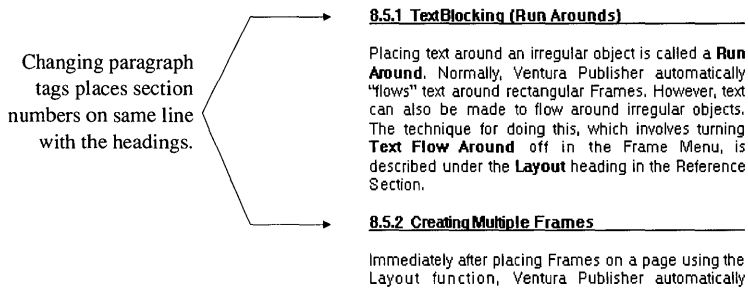 Changing paragraph
tags places section
numbers on same line
with the headings.
8.5.1 TextBlocking (Run Arounds)
Placing text around an irregular object is called a Run
Around. Normally, Ventura Publisher automatically
"flows" text around rectangular Frames. However, text
can also be made to flow around irregular objects.
The technique for doing this, which involves turning
Text Flow Around off in the Frame Menu, is
described under the Layout heading in the Reference
Section.
8.5.2 Creating Multiple Frames
Immediately after placing Frames on a page using the
Layout function, Ventura Publisher automatically